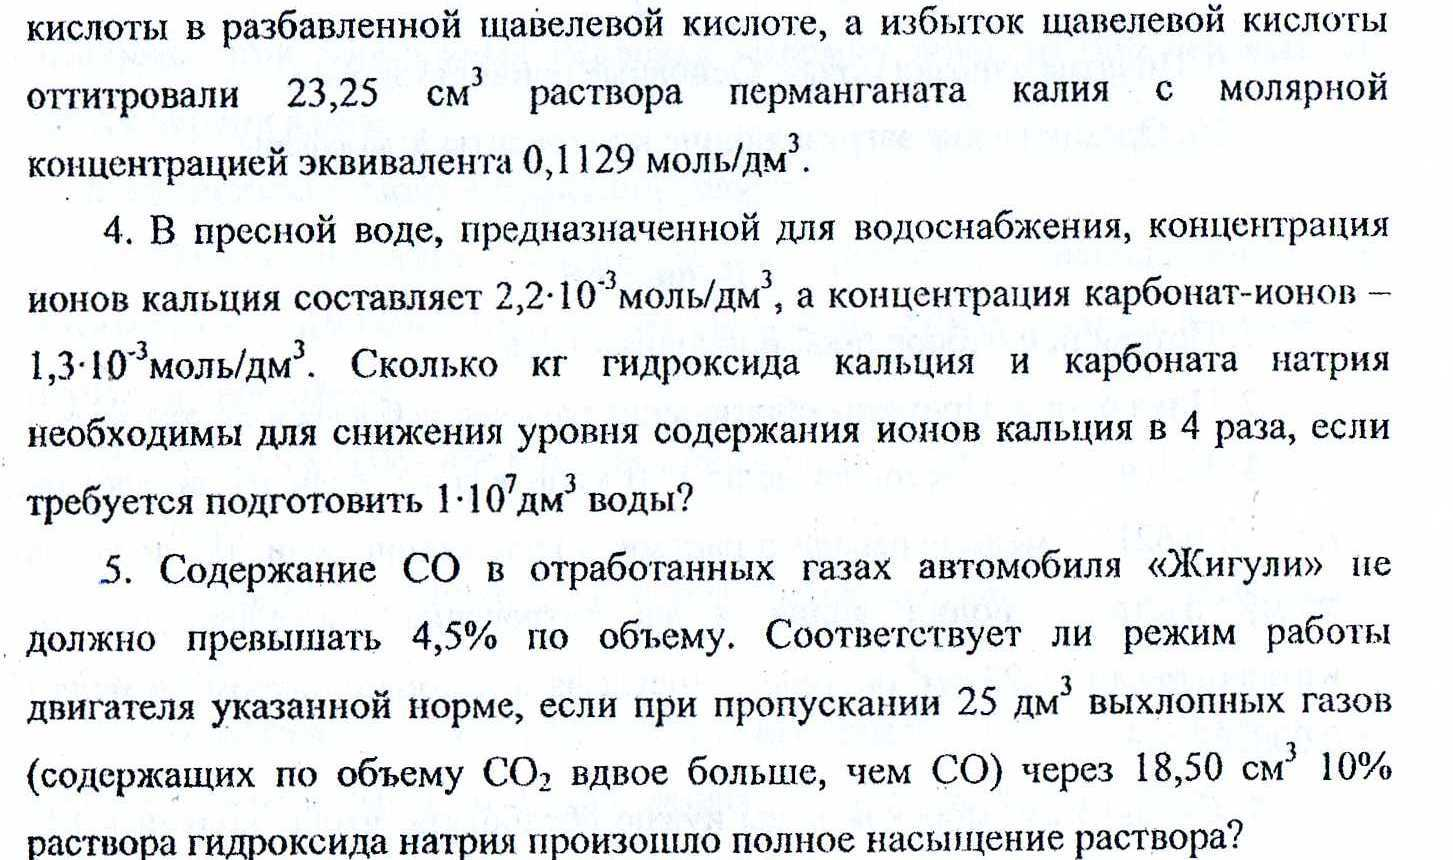 кислоты в разбавленной щавелевой кислоте, а избыток щавелевой кислоты
оттитровали 23,25 см³ раствора перманганата калия с молярной
концентрацией эквивалента 0,1129 моль/дм³.
4. В пресной воде, предназначенной для водоснабжения, концентрация
ионов кальция составляет 2,2·10⁻³моль/дм³, а концентрация карбонат-ионов –
1,3·10⁻³моль/дм³. Сколько кг гидроксида кальция и карбоната натрия
необходимы для снижения уровня содержания ионов кальция в 4 раза, если
требуется подготовить 1·10⁷дм³ воды?
5. Содержание СО в отработанных газах автомобиля «Жигули» не
должно превышать 4,5% по объему. Соответствует ли режим работы
двигателя указанной норме, если при пропускании 25 дм³ выхлопных газов
(содержащих по объему СО₂ вдвое больше, чем СО) через 18,50 см³ 10%
раствора гидроксида натрия произошло полное насыщение раствора?